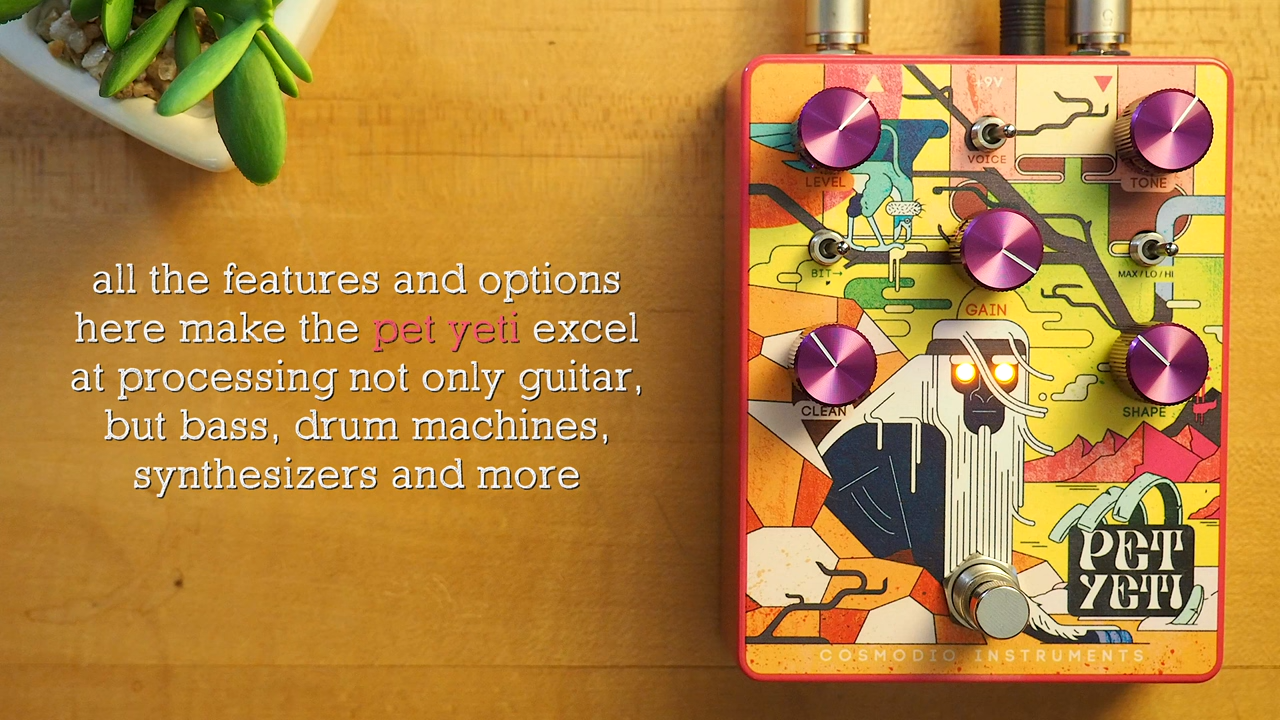 all the features and options
here make the pet yeti excel
at processing not only guitar,
but bass, drum machines,
synthesizers and more
+9V
VOICE
LEVEL
TONE
BIT→
MAX / LO / HI
GAIN
CLEAN
SHAPE
PET
YETI
COSMODIO INSTRUMENTS